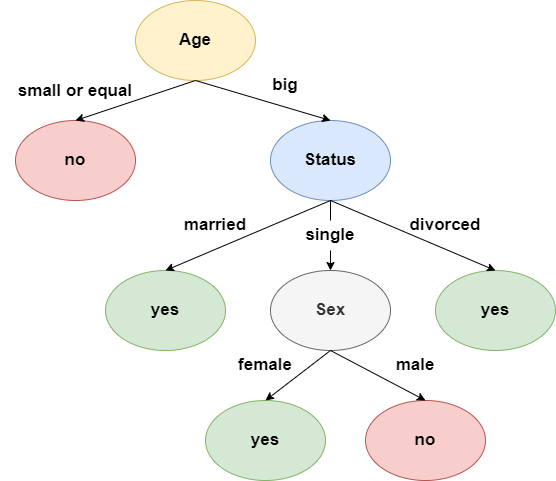 Age
small or equal
big
no
Status
married
single
divorced
yes
Sex
yes
female
male
yes
no